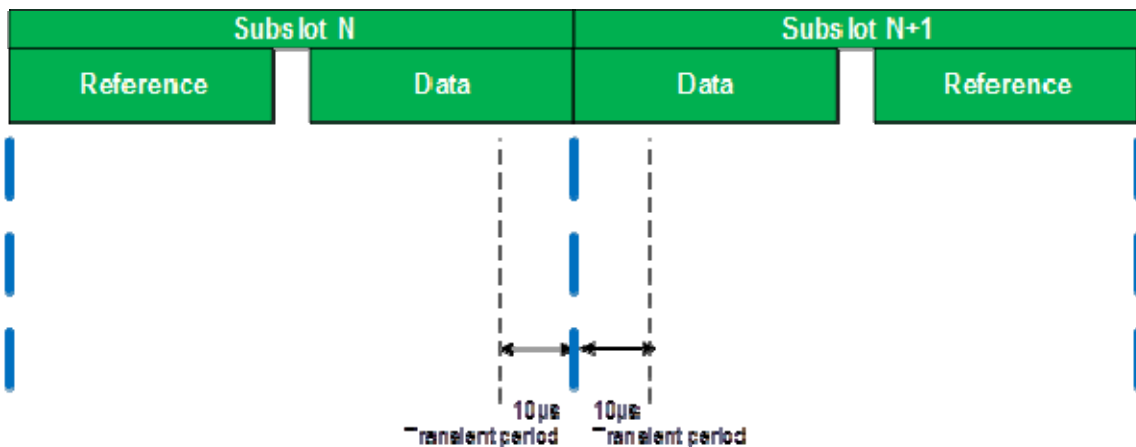 Subslot N Subslot N+1
Reference Data Data Reference
10µs 10µs
Transient period Transient period